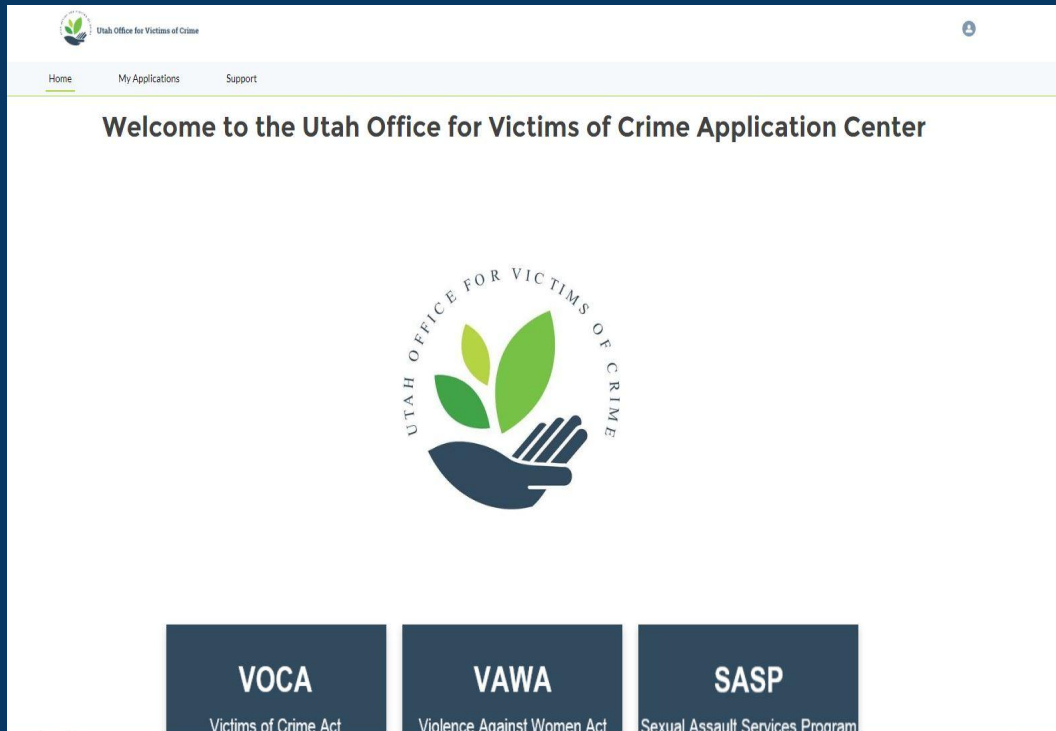 Utah Office for Victims of Crime
Home My Applications Support
Welcome to the Utah Office for Victims of Crime Application Center
UTAH OFFICE FOR VICTIMS OF CRIME
VOCA VAWA SASP
Victims of Crime Act Violence Against Women Act Sexual Assault Services Program